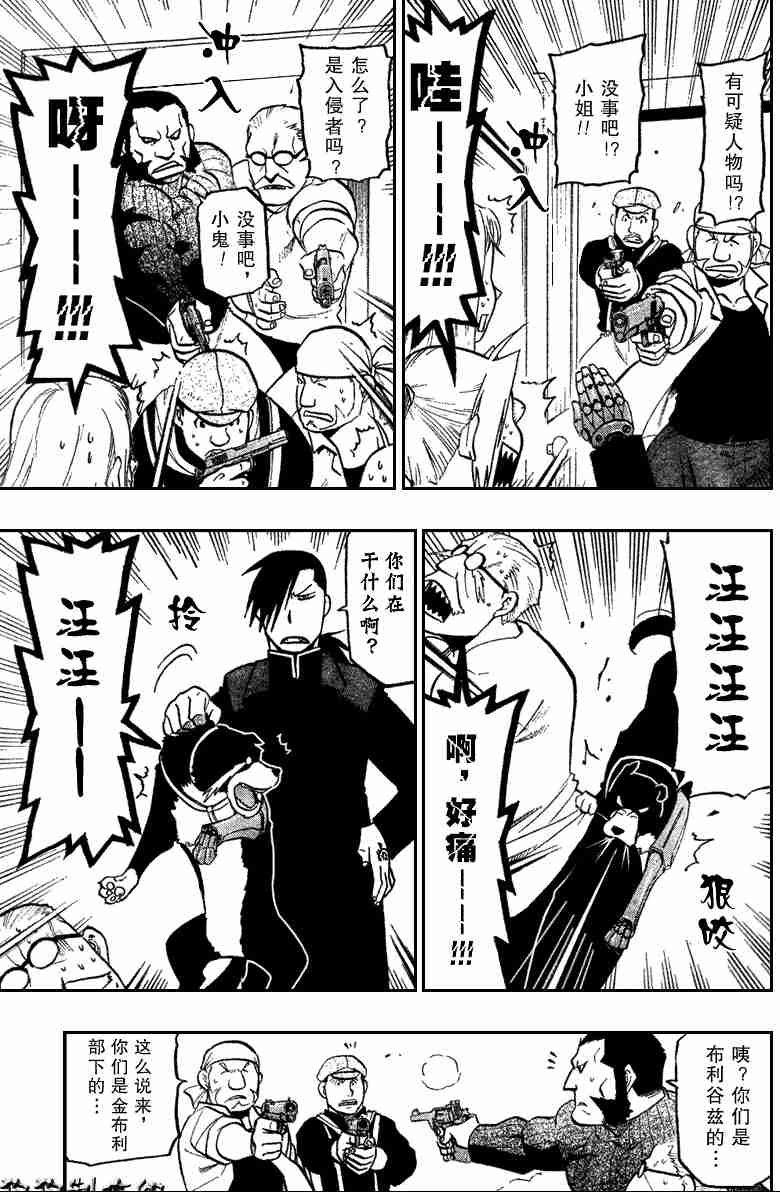 有可疑人物吗!?
没事吧!?
小姐!!
冲入
哇———!!!
怎么了?
是入侵者吗?
冲入
没事吧,
小鬼!
呀———!!!
汪汪汪汪
狠咬
啊,好痛———!!!
你们在
干什么啊?
拎
汪汪——
咦?你们是
布利谷兹
的…
这么说来,
你们是金布利
部下的…